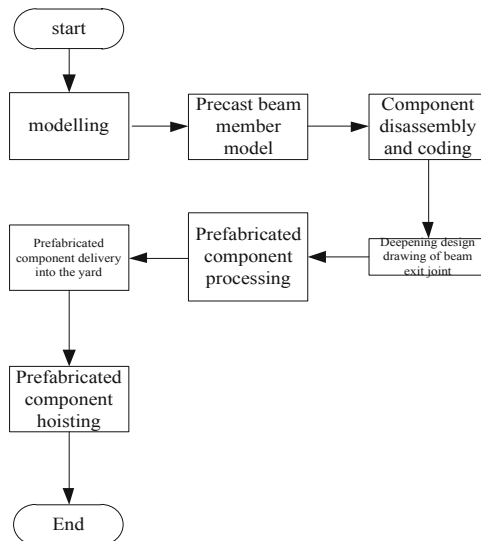 start
modelling
Precast beam
member
model
Component
disassembly
and coding
Deepening design
drawing of beam
exit joint
Prefabricated
component
processing
Prefabricated
component delivery
into the yard
Prefabricated
component
hoisting
End